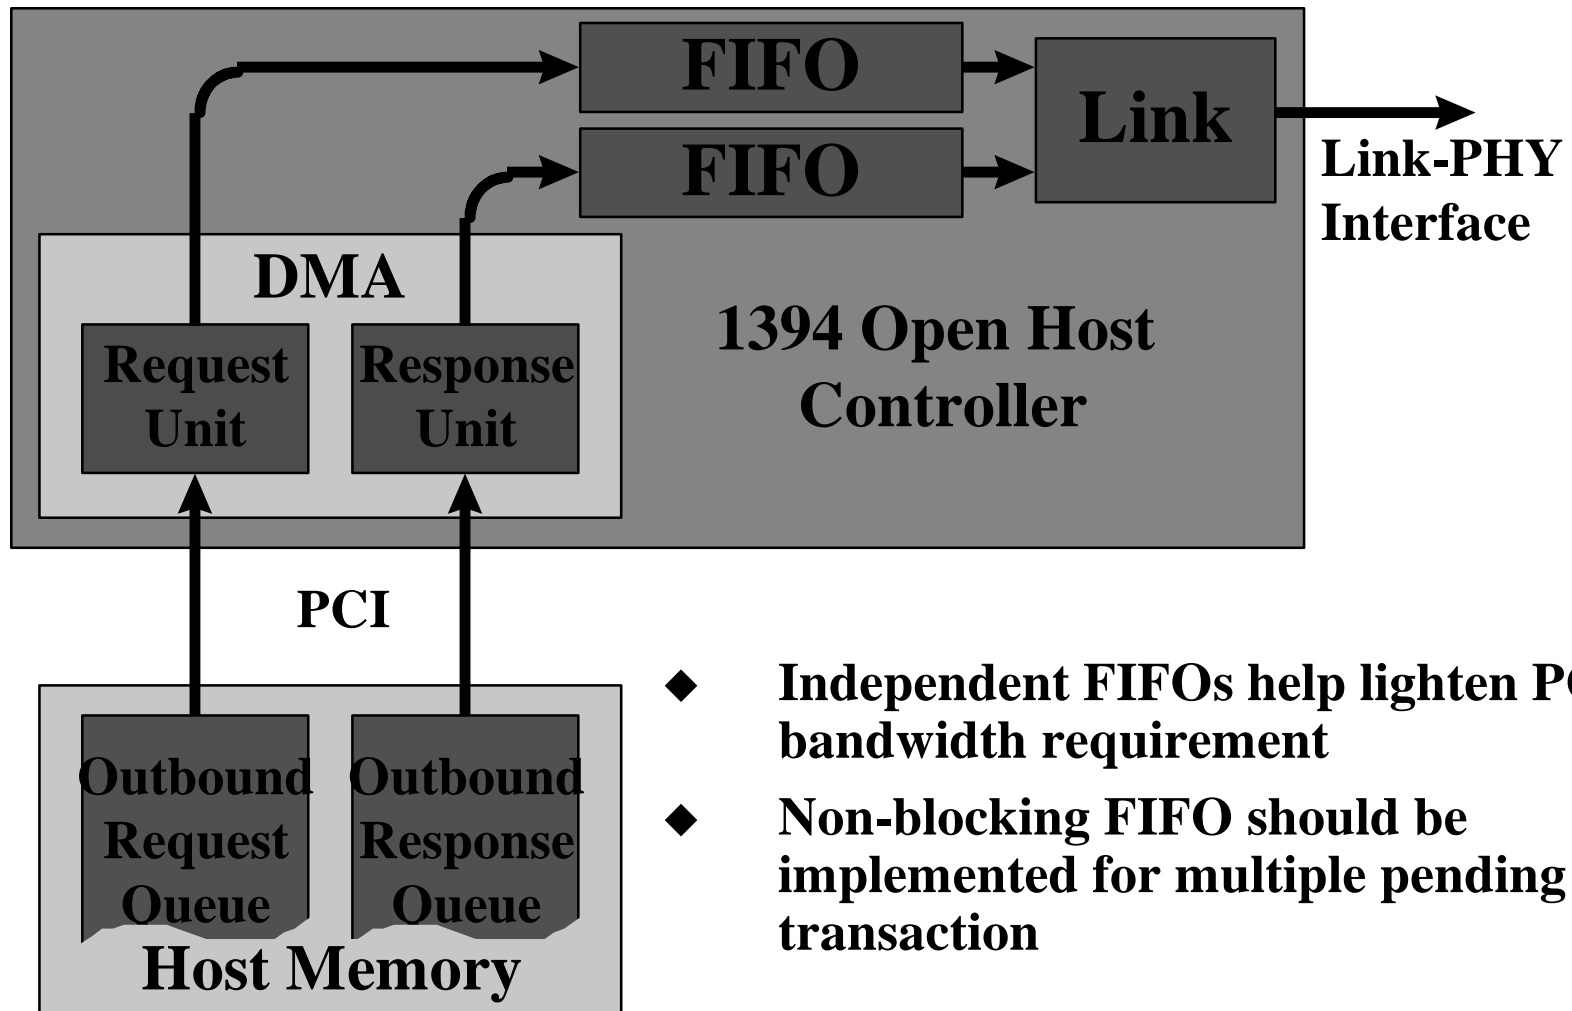 FIFO
FIFO
Link
Link-PHY
Interface
DMA
Request
Unit
Response
Unit
1394 Open Host
Controller
PCI
Outbound
Request
Queue
Outbound
Response
Queue
Host Memory
◆ Independent FIFOs help lighten
bandwidth requirement
◆ Non-blocking FIFO should be
implemented for multiple pending
transaction